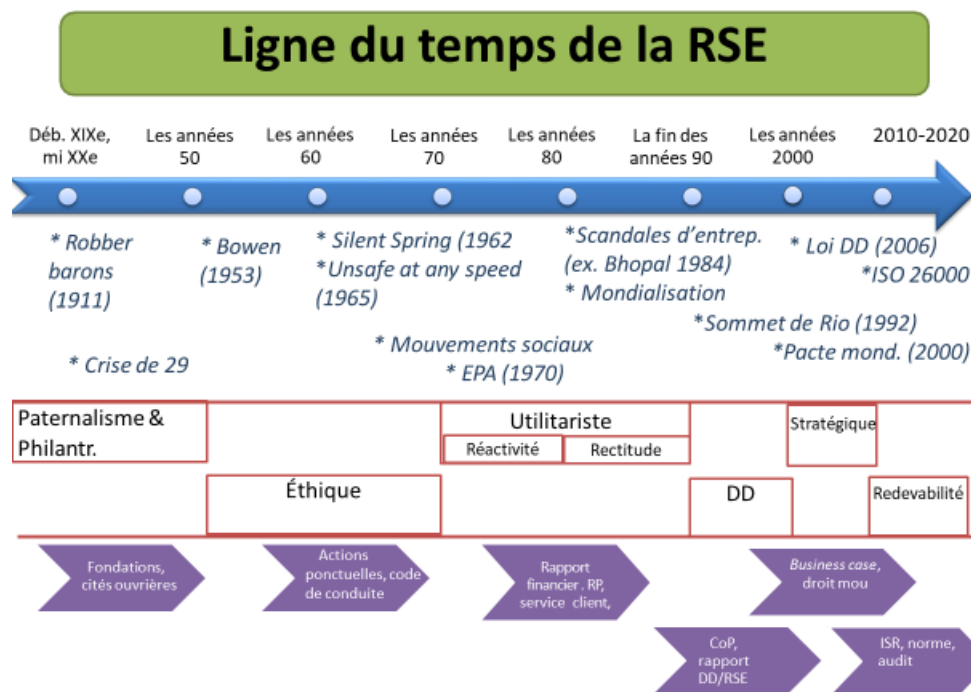 Ligne du temps de la RSE
Déb. XIXe,
mi XXe
Les années
50
Les années
60
Les années
70
Les années
80
La fin des
années 90
Les années
2000
2010-2020
* Robber
barons
(1911)
* Bowen
(1953)
* Silent Spring (1962
*Unsafe at any speed
(1965)
*Scandales d’entrep.
(ex. Bhopal 1984)
* Mondialisation
* Loi DD (2006)
*ISO 26000
*Sommet de Rio (1992)
*Pacte mond. (2000)
* Crise de 29
* Mouvements sociaux
* EPA (1970)
Paternalisme &
Philantr.
Utilitariste
Réactivité
Rectitude
Stratégique
Éthique
DD
Redevabilité
Fondations,
cités ouvrières
Actions
ponctuelles, code
de conduite
Rapport
financier . RP,
service client,
Business case,
droit mou
CoP,
rapport
DD/RSE
ISR, norme,
audit